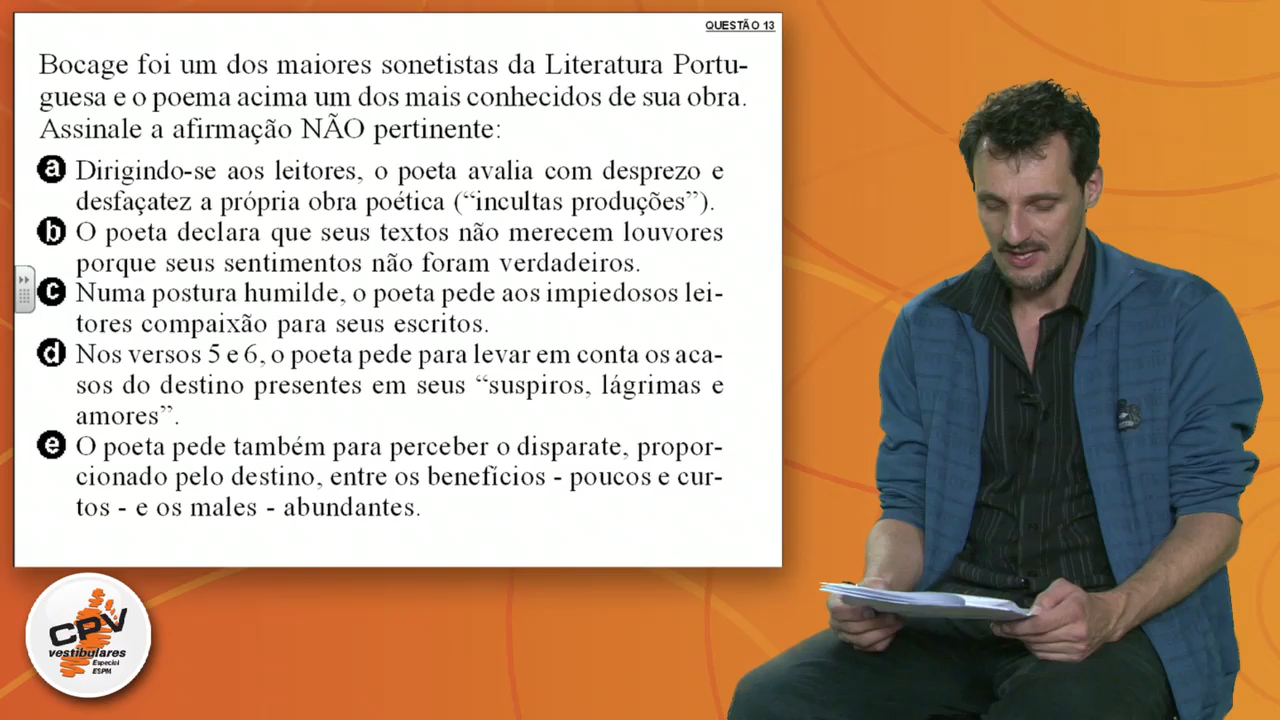 QUESTÃO 13
Bocage foi um dos maiores sonetistas da Literatura Portu-
guesa e o poema acima um dos mais conhecidos de sua obra.
Assinale a afirmação NÃO pertinente:
a Dirigindo-se aos leitores, o poeta avalia com desprezo e
desfaçatez a própria obra poética (“incultas produções”).
b O poeta declara que seus textos não merecem louvores
porque seus sentimentos não foram verdadeiros.
c Numa postura humilde, o poeta pede aos impiedosos lei-
tores compaixão para seus escritos.
d Nos versos 5 e 6, o poeta pede para levar em conta os aca-
sos do destino presentes em seus “suspiros, lágrimas e
amores”.
e O poeta pede também para perceber o disparate, propor-
cionado pelo destino, entre os benefícios - poucos e cur-
tos - e os males - abundantes.
CPV
vestibulares
Especial
ESPM